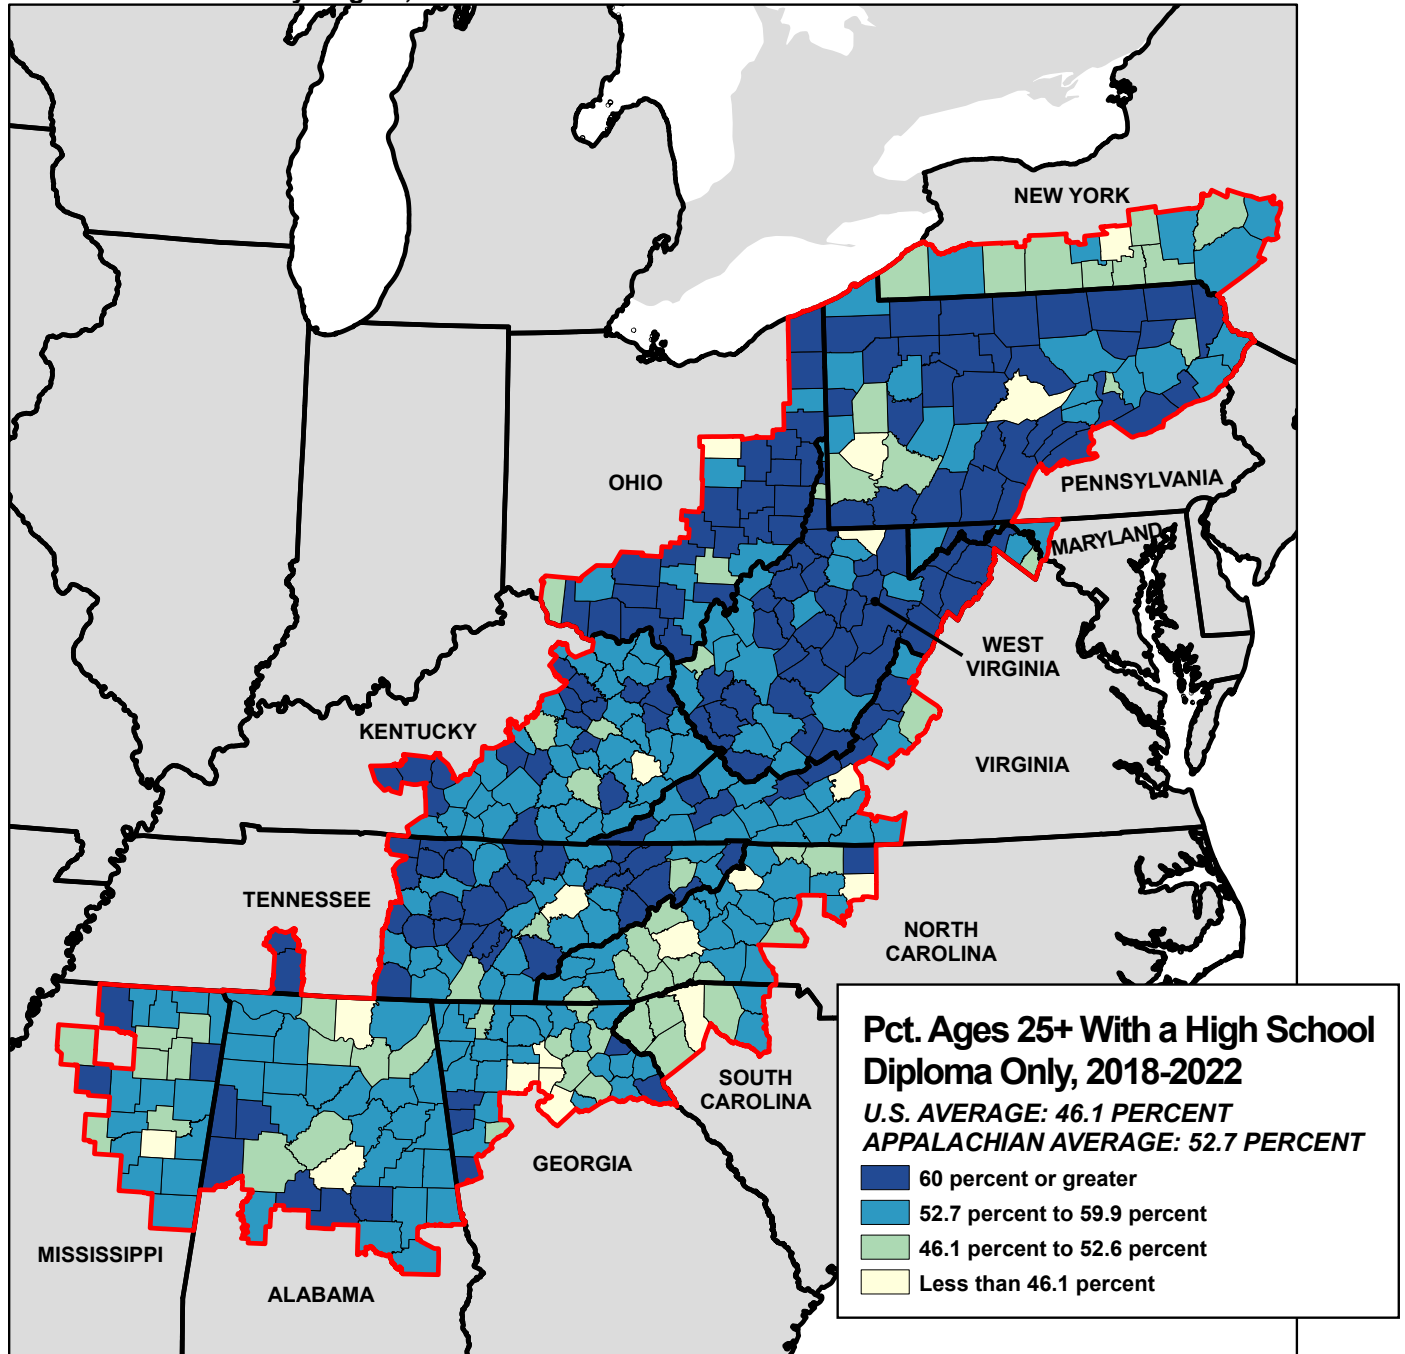 NEW YORK
OHIO
PENNSYLVANIA
MARYLAND
WEST
VIRGINIA
KENTUCKY
VIRGINIA
TENNESSEE
NORTH
CAROLINA
SOUTH
CAROLINA
GEORGIA
MISSISSIPPI
ALABAMA
Pct. Ages 25+ With a High School
Diploma Only, 2018-2022
U.S. AVERAGE: 46.1 PERCENT
APPALACHIAN AVERAGE: 52.7 PERCENT
60 percent or greater
52.7 percent to 59.9 percent
46.1 percent to 52.6 percent
Less than 46.1 percent